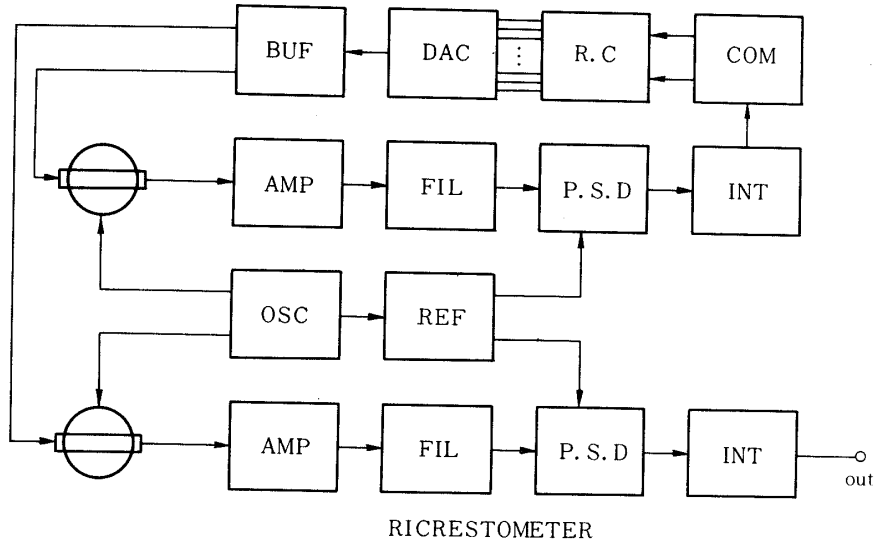 BUF
DAC
R.C
COM
AMP
FIL
P.S.D
INT
OSC
REF
AMP
FIL
P.S.D
INT
out
RICRESTOMETER